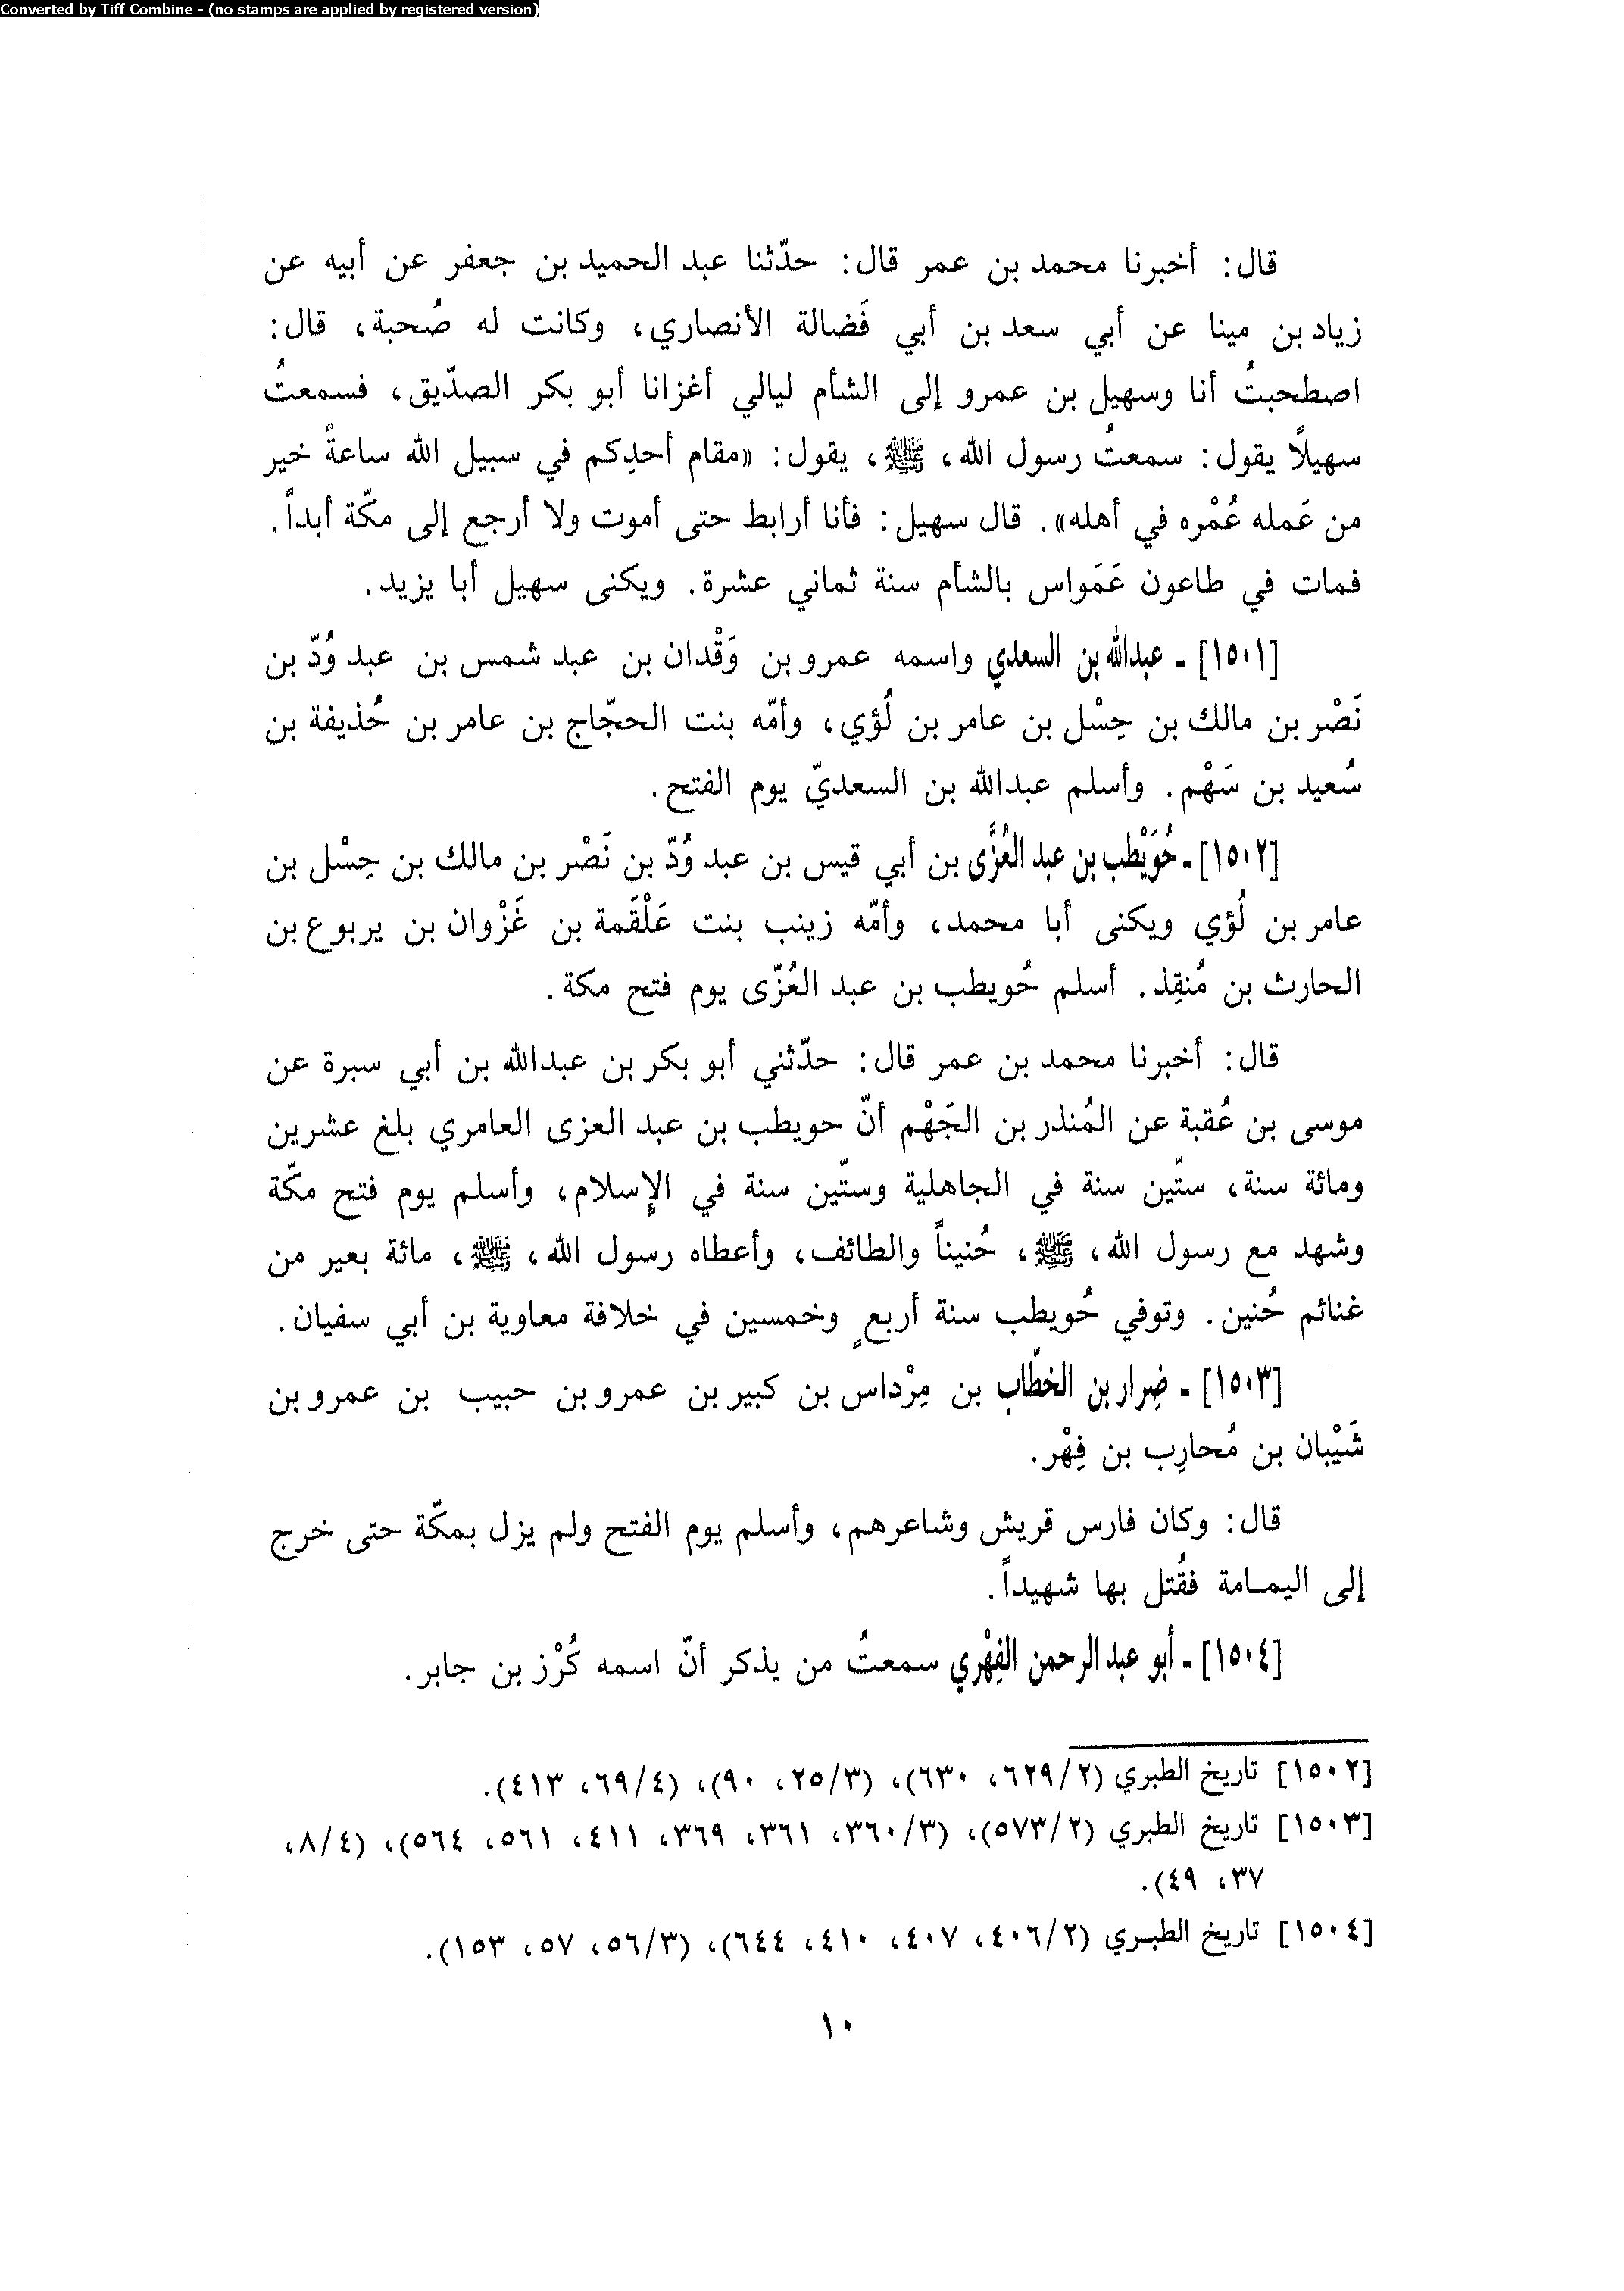 Converted by Tiff Combine - (no stamps are applied by registered version)
قال: أخبرنا محمد بن عمر قال: حدّثنا عبد الحميد بن جعفر عن أبيه عن
زياد بن مينا عن أبي سعد بن أبي فَضالة الأنصاري، وكانت له صُحبة، قال:
اصطحبتُ أنا وسهيل بن عمرو إلى الشأم ليالي أغزانا أبو بكر الصدّيق، فسمعتُ
سهيلًا يقول: سمعتُ رسول الله، ﷺ، يقول: «مقام أحدِكم في سبيل الله ساعةً خير
من عَمله عُمْره في أهله». قال سهيل: فأنا أرابط حتى أموت ولا أرجع إلى مكّة أبداً.
فمات في طاعون عَمَواس بالشأم سنة ثماني عشرة. ويكنى سهيل أبا يزيد.
[١٥٠١] - عبدالله بن السعدي واسمه عمرو بن وَقْدان بن عبد شمس بن عبد وُدّ بن
نَصْر بن مالك بن حِسْل بن عامر بن لُؤي، وأمّه بنت الحجّاج بن عامر بن حُذيفة بن
سُعيد بن سَهْم. وأسلم عبدالله بن السعديّ يوم الفتح.
[١٥٠٢] - حُوَيْطب بن عبد العُزَّى بن أبي قيس بن عبد وُدّ بن نَصْر بن مالك بن حِسْل بن
عامر بن لُؤي ويكنى أبا محمد، وأمّه زينب بنت عَلْقَمة بن غَزْوان بن يربوع بن
الحارث بن مُنقِذ. أسلم حُويطب بن عبد العُزّى يوم فتح مكة.
قال: أخبرنا محمد بن عمر قال: حدّثني أبو بكر بن عبدالله بن أبي سبرة عن
موسى بن عُقبة عن المُنذر بن الجَهْم أنّ حويطب بن عبد العزى العامري بلغ عشرين
ومائة سنة، ستّين سنة في الجاهلية وستّين سنة في الإسلام، وأسلم يوم فتح مكّة
وشهد مع رسول الله، ﷺ، حُنيناً والطائف، وأعطاه رسول الله، ﷺ، مائة بعير من
غنائم حُنين. وتوفي حُويطب سنة أربعٍ وخمسين في خلافة معاوية بن أبي سفيان.
[١٥٠٣] - ضِرار بن الخطّاب بن مِرْداس بن كبير بن عمرو بن حبيب بن عمرو بن
شَيْبان بن مُحارِب بن فِهْر.
قال: وكان فارس قريش وشاعرهم، وأسلم يوم الفتح ولم يزل بمكّة حتى خرج
إلى اليمامة فقُتل بها شهيداً.
[١٥٠٤] - أبو عبد الرحمن الفِهْري سمعتُ من يذكر أنّ اسمه كُرْز بن جابر.
[١٥٠٢] تاريخ الطبري (٦٢٩/٢، ٦٣٠)، (٢٥/٣، ٩٠)، (٦٩/٤، ٤١٣).
[١٥٠٣] تاريخ الطبري (٥٧٣/٢)، (٣٦٠/٣، ٣٦١، ٣٦٩، ٤١١، ٥٦١، ٥٦٤)، (٨/٤،
٣٧، ٤٩).
[١٥٠٤] تاريخ الطبري (٤٠٦/٢، ٤٠٧، ٤١٠، ٦٤٤)، (٥٦/٣، ٥٧، ١٥٣).
١٠